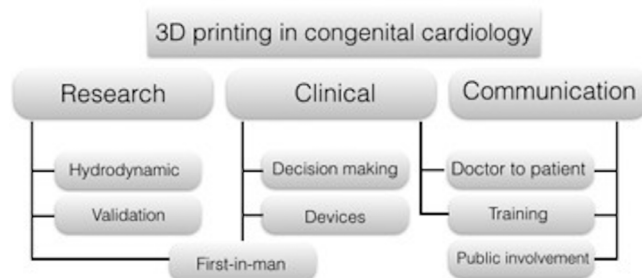 3D printing in congenital cardiology
Research
Clinical
Communication
Hydrodynamic
Decision making
Doctor to patient
Validation
Devices
Training
First-in-man
Public involvement